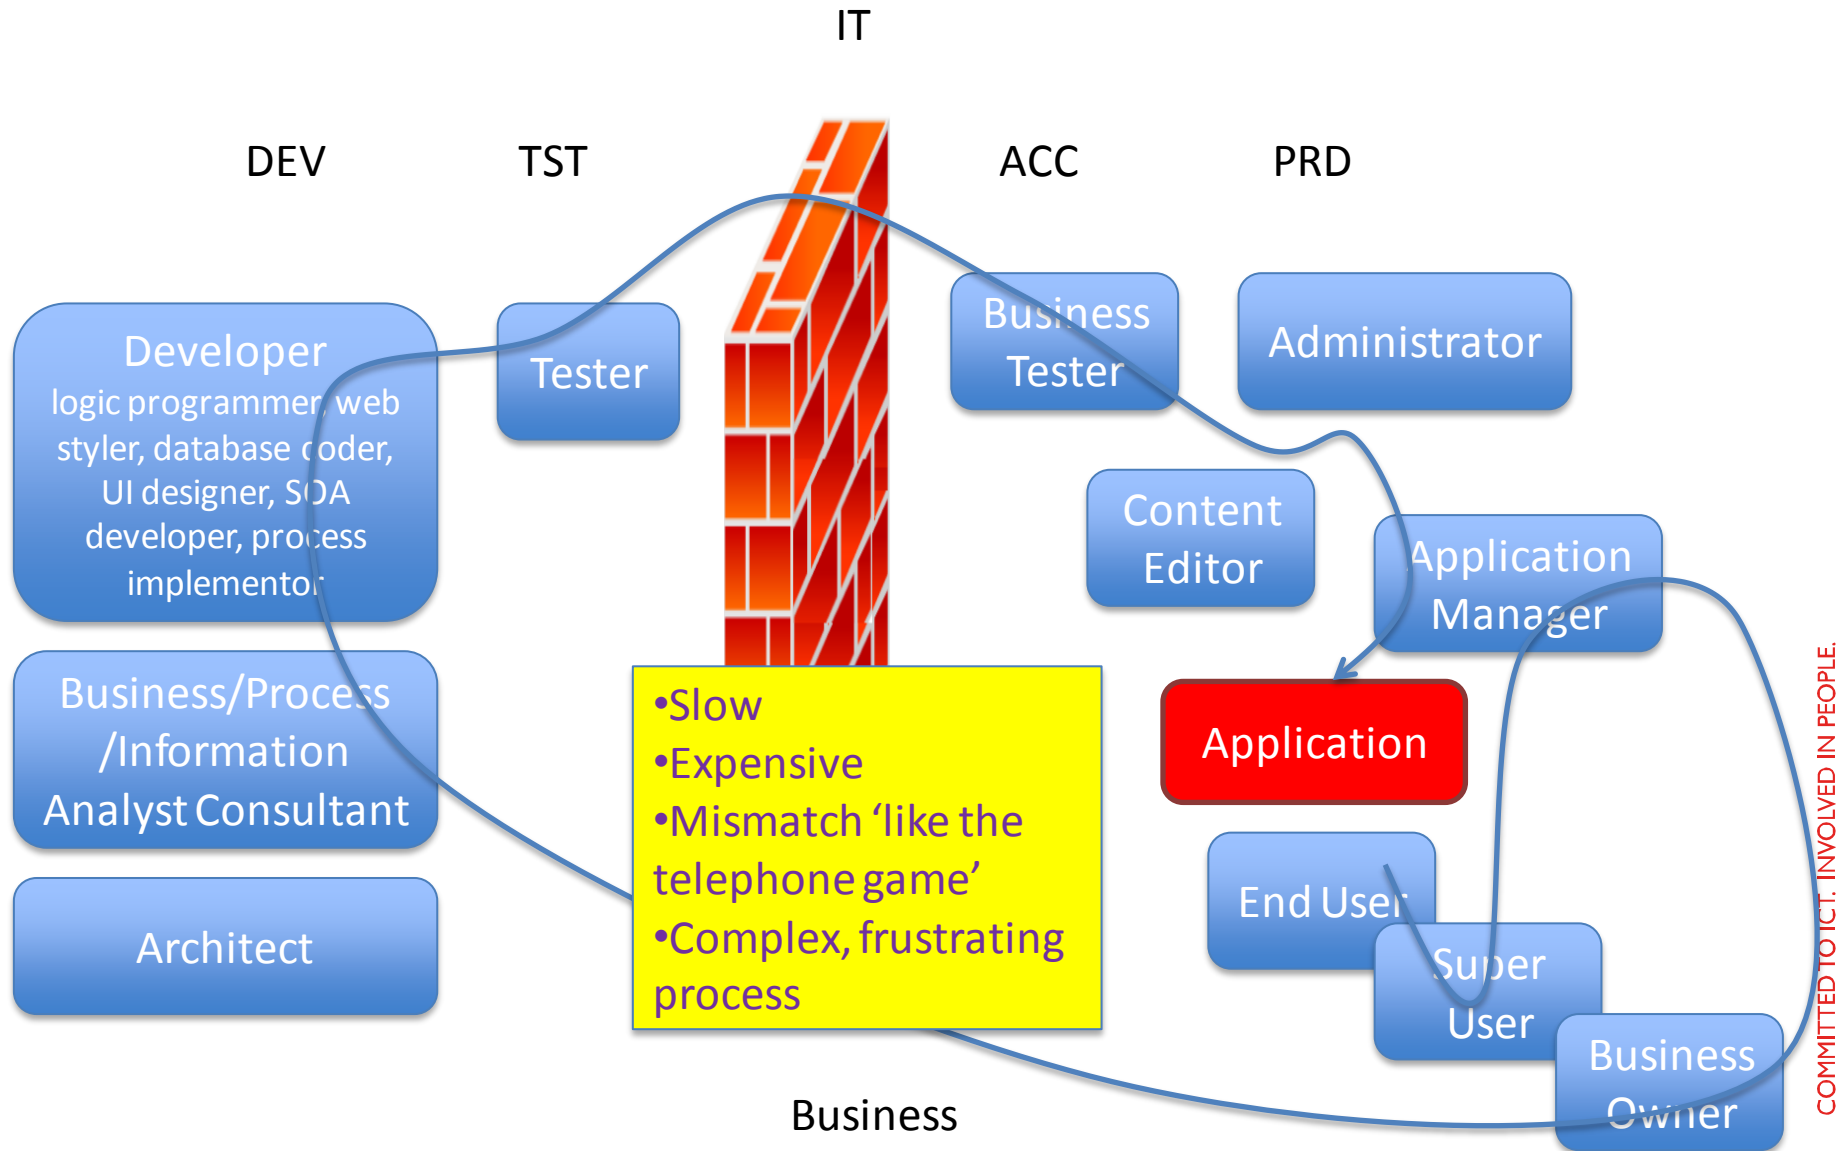 IT
DEV
TST
ACC
PRD
Developer
logic programmer, web
styler, database coder,
UI designer, SOA
developer, process
implementor
Tester
Business
Tester
Administrator
Content
Editor
Application
Manager
Business/Process
/Information
Analyst Consultant
Architect
•Slow
•Expensive
•Mismatch ‘like the
telephone game’
•Complex, frustrating
process
Application
End User
Super
User
Business
Owner
Business
COMMITTED TO ICT. INVOLVED IN PEOPLE.